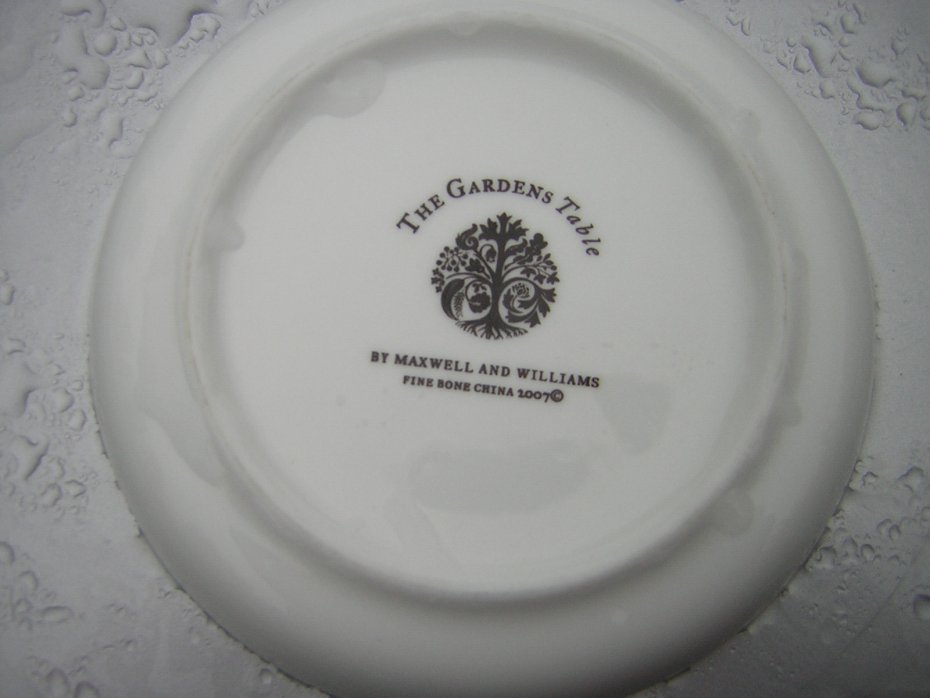 THE GARDENS Table
BY MAXWELL AND WILLIAMS
FINE BONE CHINA 2007©